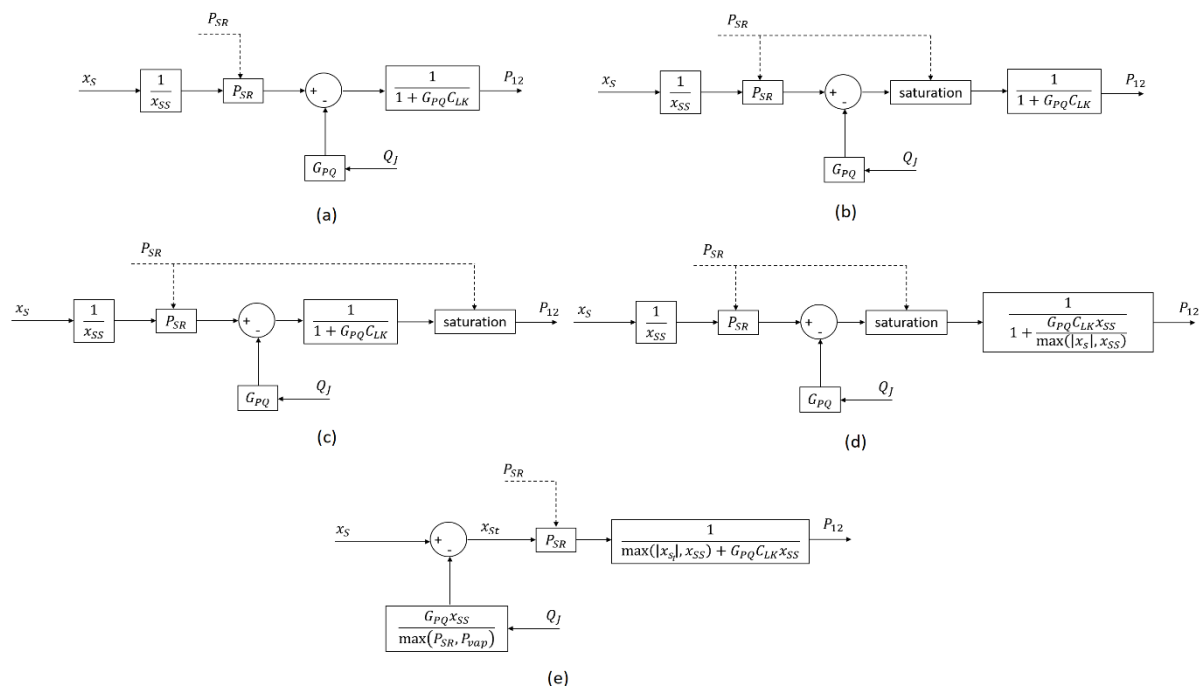 P_SR
x_S
1/x_SS
P_SR
+
-
1/(1 + G_PQ C_LK)
P_12
G_PQ
Q_J
(a)
P_SR
x_S
1/x_SS
P_SR
+
-
saturation
1/(1 + G_PQ C_LK)
P_12
G_PQ
Q_J
(b)
P_SR
x_S
1/x_SS
P_SR
+
-
1/(1 + G_PQ C_LK)
saturation
P_12
G_PQ
Q_J
(c)
P_SR
x_S
1/x_SS
P_SR
+
-
saturation
1/(1 + G_PQ C_LK x_SS/max(|x_s|, x_SS))
P_12
G_PQ
Q_J
(d)
P_SR
x_S
+
-
x_St
P_SR
1/(max(|x_St|, x_SS) + G_PQ C_LK x_SS)
P_12
G_PQ x_SS/max(P_SR, P_vap)
Q_J
(e)